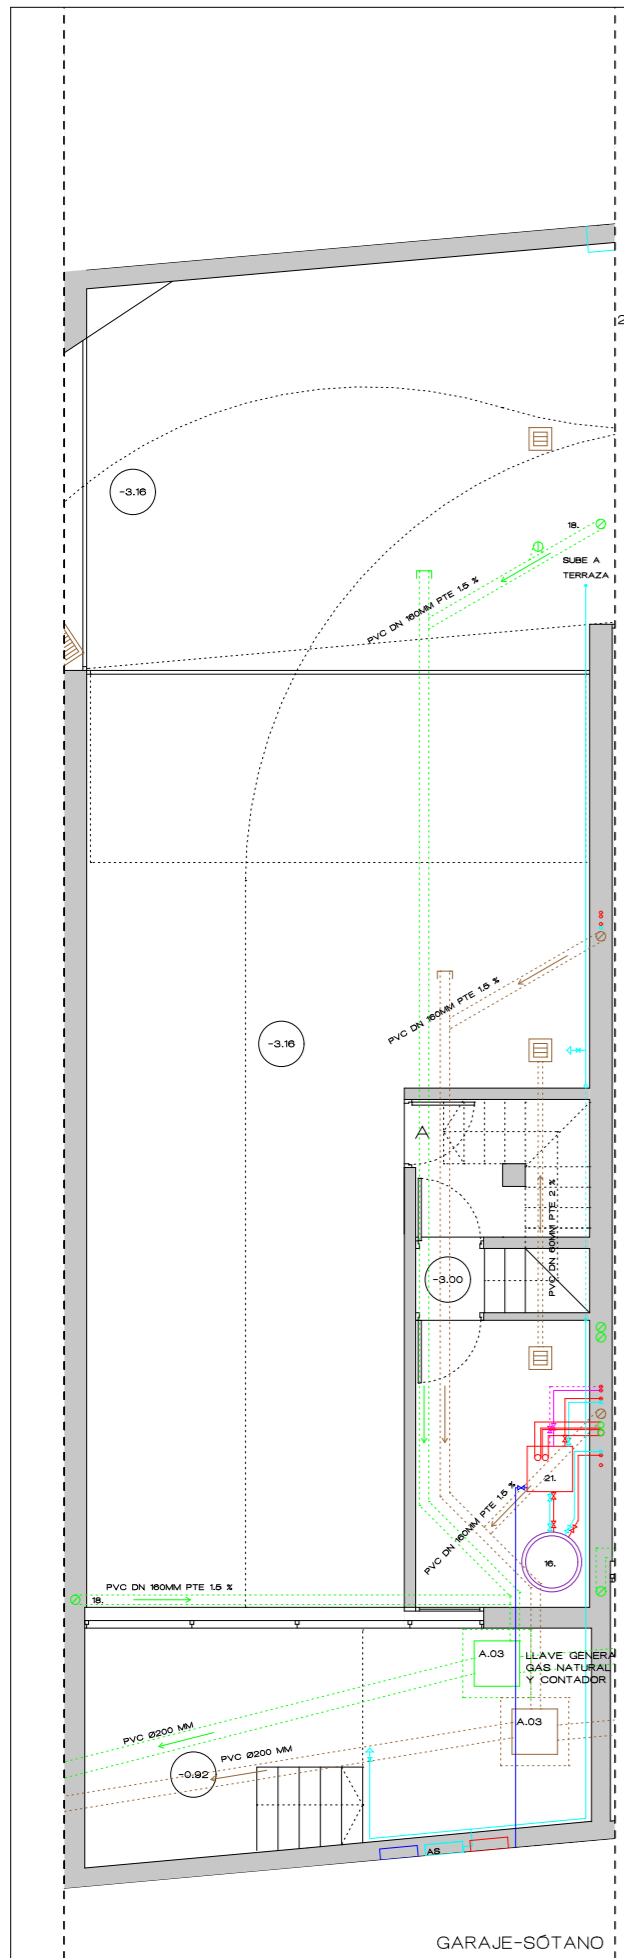 2
-3.16
18.
SUBE A
TERRAZA
PVC DN 160MM PTE 1.5 %
PVC DN 160MM PTE 1.5 %
-3.16
A
PVC DN 60MM PTE 2 %
-3.00
21.
PVC DN 160MM PTE 1.5 %
16.
PVC DN 160MM PTE 1.5 %
18.
A.03
LLAVE GENERA
GAS NATURAL
Y CONTADOR
A.03
PVC Ø200 MM
PVC Ø200 MM
-0.92
AS
GARAJE-SÓTANO